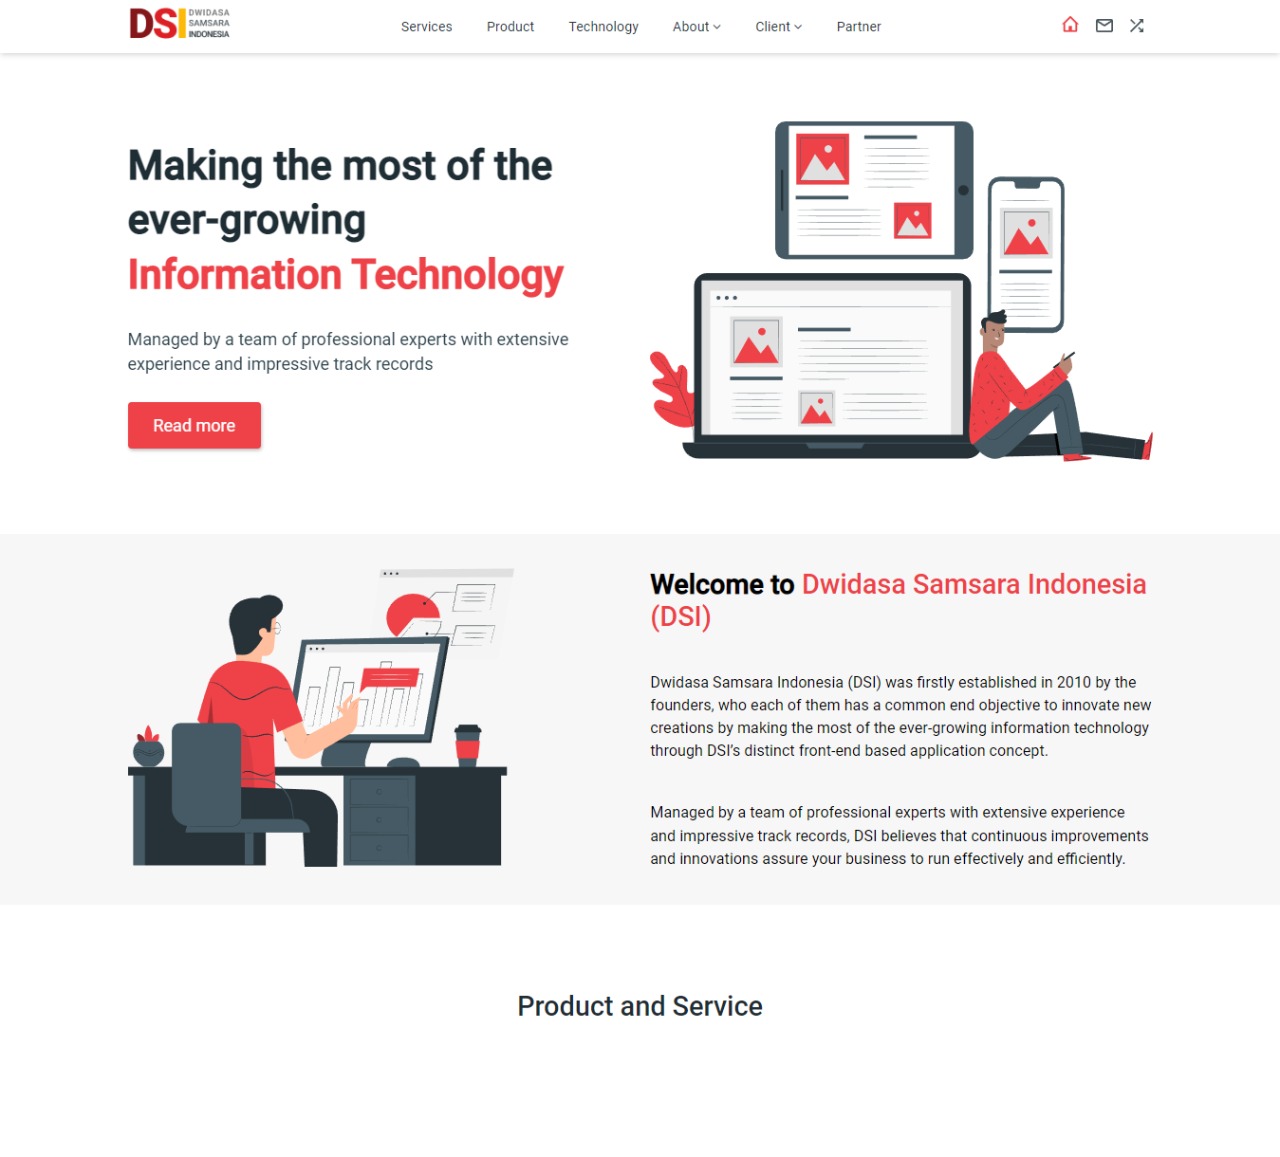 DSI DWIDASA
SAMSARA
INDONESIA
Services Product Technology About Client Partner
Making the most of the
ever-growing
Information Technology
Managed by a team of professional experts with extensive
experience and impressive track records
Read more
Welcome to Dwidasa Samsara Indonesia
(DSI)
Dwidasa Samsara Indonesia (DSI) was firstly established in 2010 by the
founders, who each of them has a common end objective to innovate new
creations by making the most of the ever-growing information technology
through DSI’s distinct front-end based application concept.
Managed by a team of professional experts with extensive experience
and impressive track records, DSI believes that continuous improvements
and innovations assure your business to run effectively and efficiently.
Product and Service